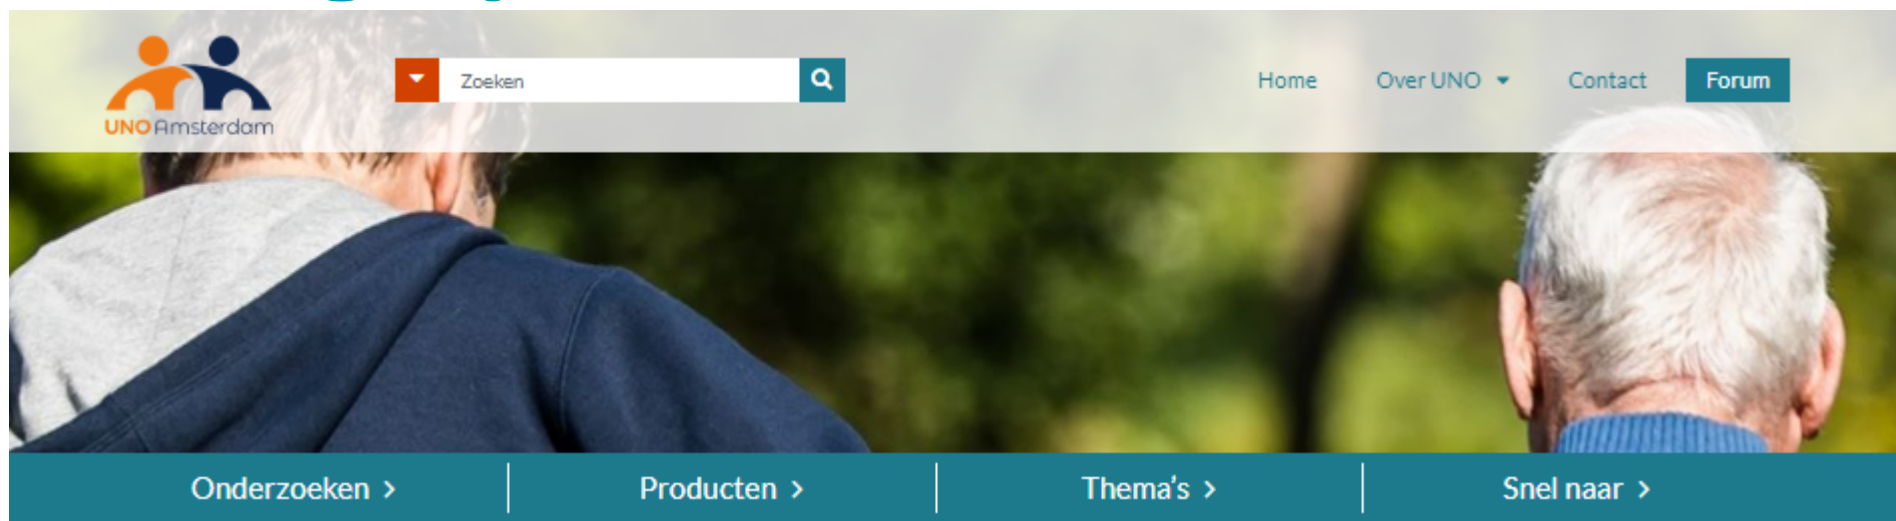 UNO Amsterdam
Zoeken
Home
Over UNO
Contact
Forum
Onderzoeken >
Producten >
Thema's >
Snel naar >